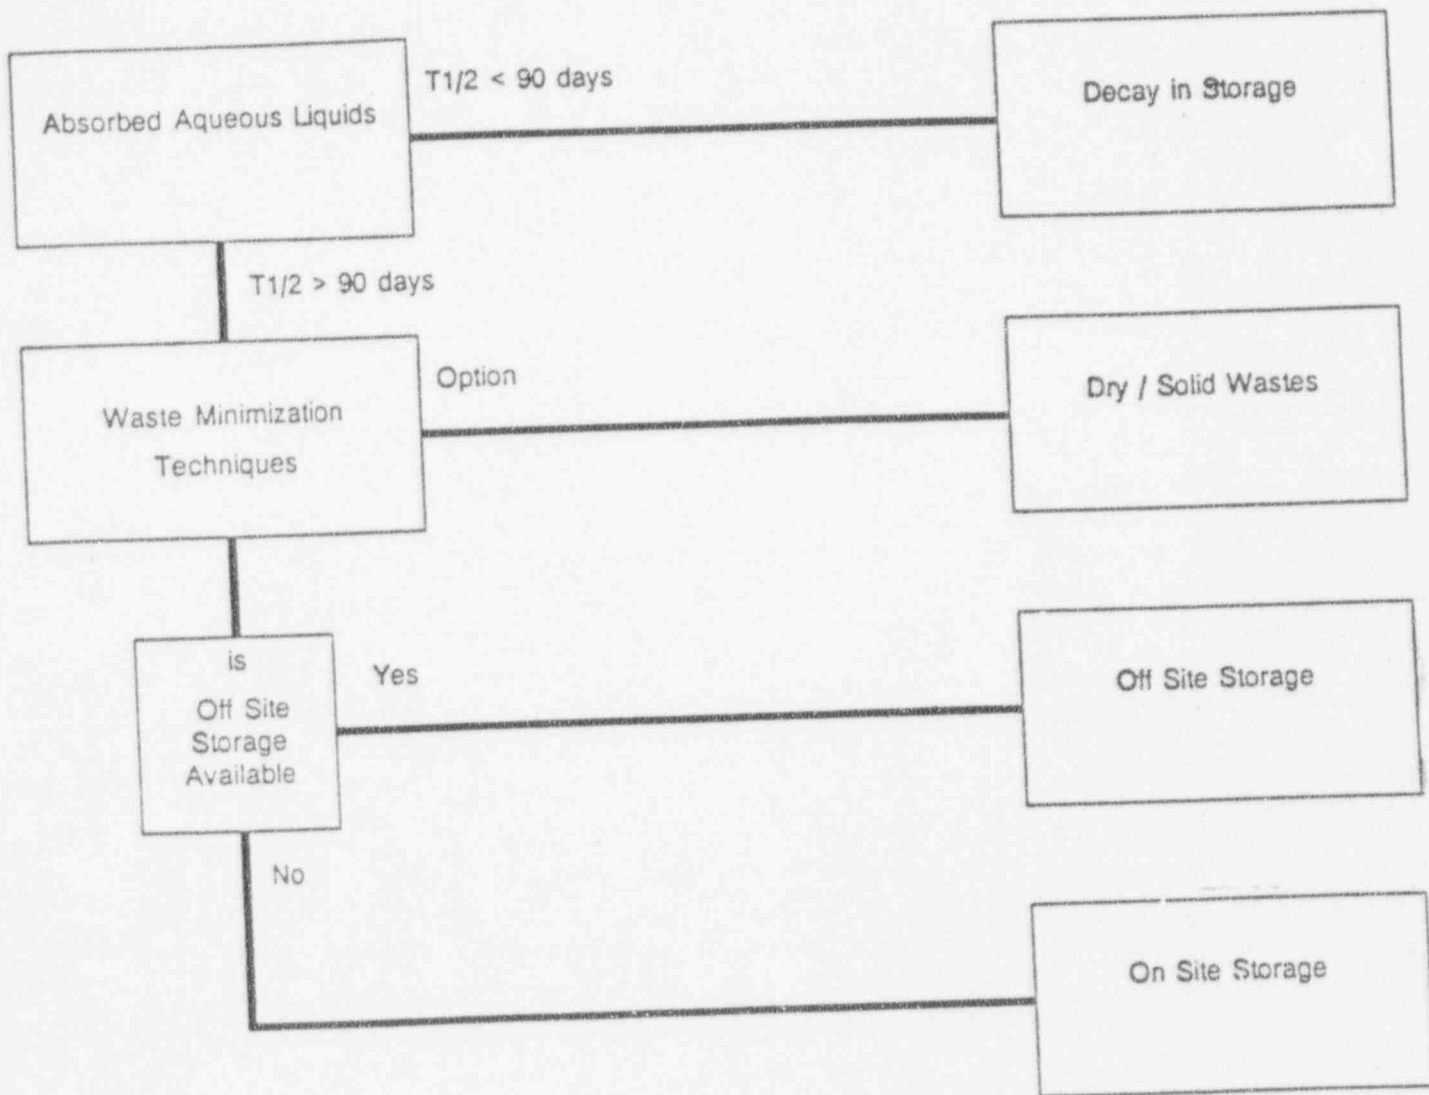 Absorbed Aqueous Liquids
T1/2 < 90 days
Decay in Storage
T1/2 > 90 days
Waste Minimization
Techniques
Option
Dry / Solid Wastes
is
Off Site
Storage
Available
Yes
Off Site Storage
No
On Site Storage